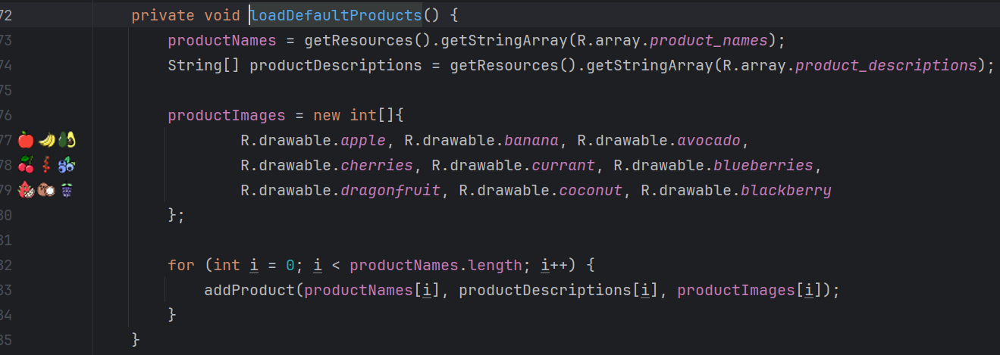 72 private void loadDefaultProducts() {
73 productNames = getResources().getStringArray(R.array.product_names);
74 String[] productDescriptions = getResources().getStringArray(R.array.product_descriptions);
75
76 productImages = new int[]{
77 R.drawable.apple, R.drawable.banana, R.drawable.avocado,
78 R.drawable.cherries, R.drawable.currant, R.drawable.blueberries,
79 R.drawable.dragonfruit, R.drawable.coconut, R.drawable.blackberry
80 };
81
82 for (int i = 0; i < productNames.length; i++) {
83 addProduct(productNames[i], productDescriptions[i], productImages[i]);
84 }
85 }